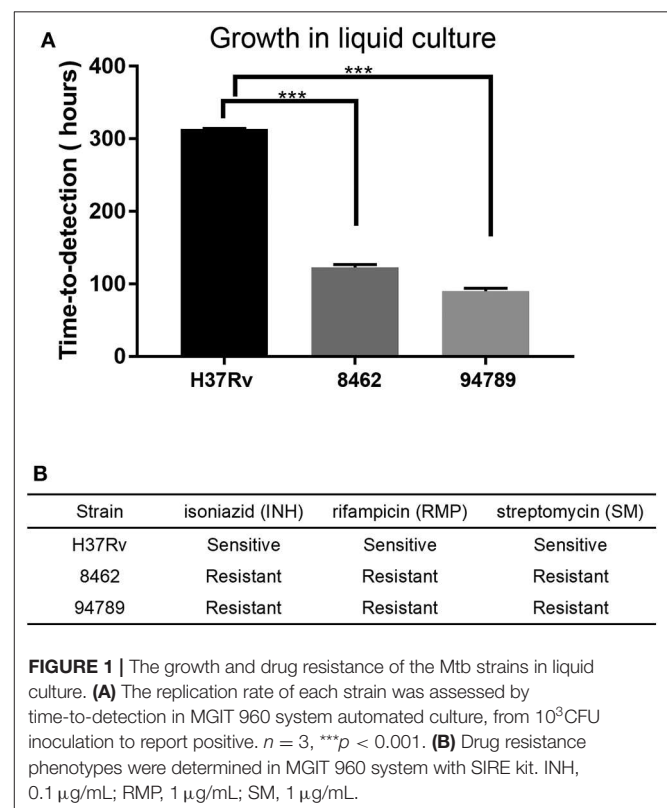 A
Growth in liquid culture
Time-to-detection ( hours)
400
300
200
100
0
***
***
H37Rv 8462 94789
B
Strain isoniazid (INH) rifampicin (RMP) streptomycin (SM)
H37Rv Sensitive Sensitive Sensitive
8462 Resistant Resistant Resistant
94789 Resistant Resistant Resistant
FIGURE 1 | The growth and drug resistance of the Mtb strains in liquid
culture. (A) The replication rate of each strain was assessed by
time-to-detection in MGIT 960 system automated culture, from 10³CFU
inoculation to report positive. n = 3, ***p < 0.001. (B) Drug resistance
phenotypes were determined in MGIT 960 system with SIRE kit. INH,
0.1 μg/mL; RMP, 1 μg/mL; SM, 1 μg/mL.